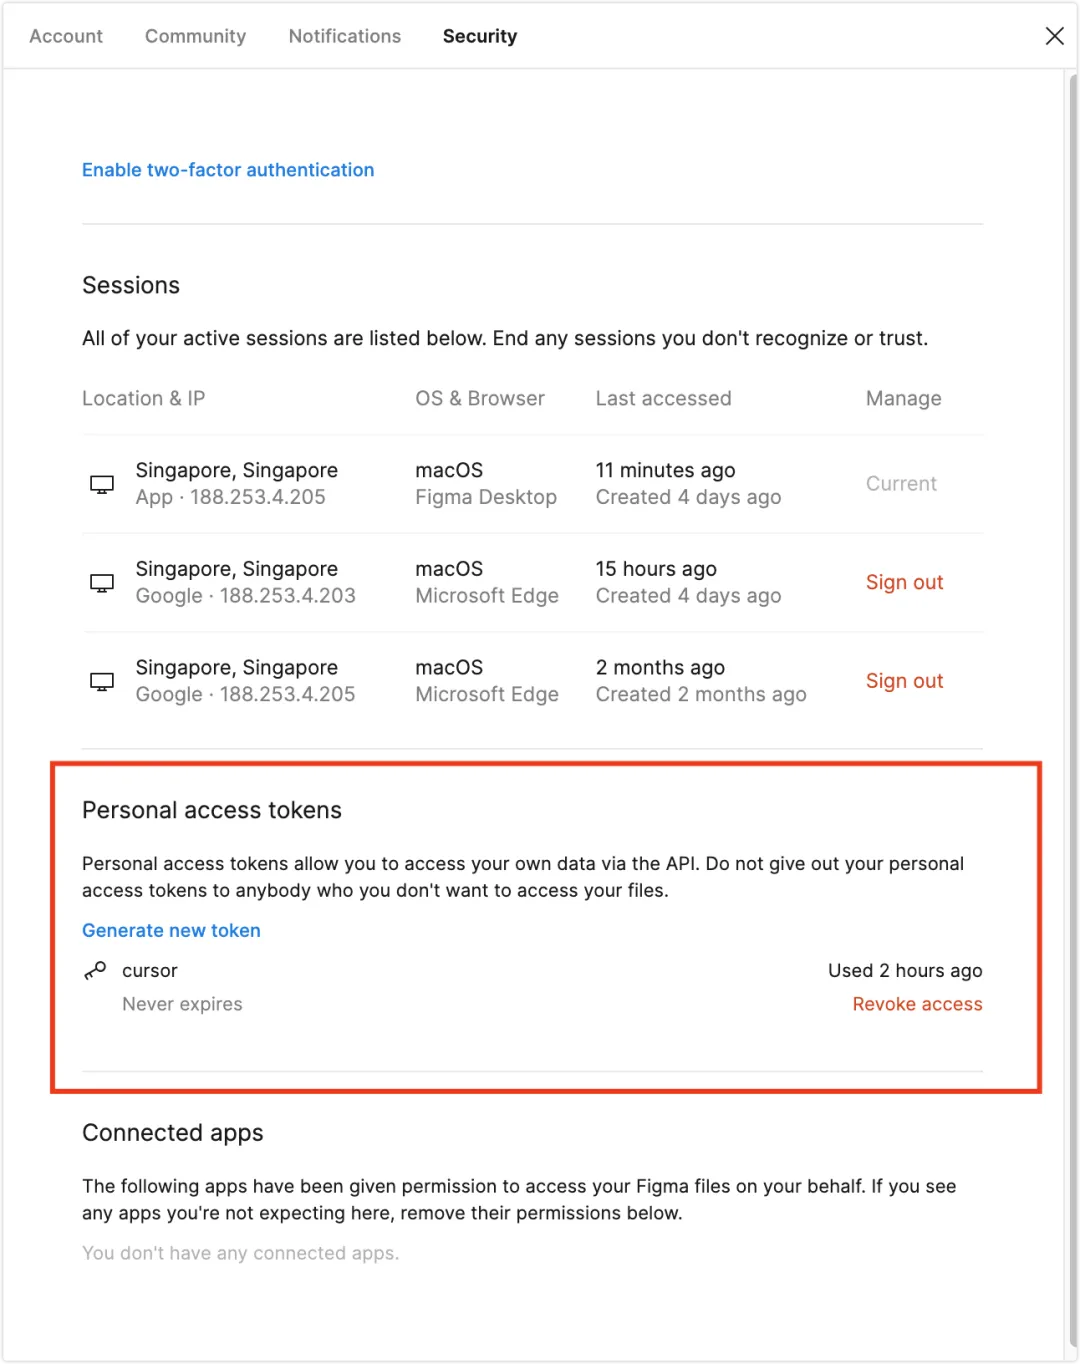 Account Community Notifications Security
Enable two-factor authentication
Sessions
All of your active sessions are listed below. End any sessions you don't recognize or trust.
Location & IP OS & Browser Last accessed Manage
Singapore, Singapore macOS 11 minutes ago
App · 188.253.4.205 Figma Desktop Created 4 days ago Current
Singapore, Singapore macOS 15 hours ago
Google · 188.253.4.203 Microsoft Edge Created 4 days ago Sign out
Singapore, Singapore macOS 2 months ago
Google · 188.253.4.205 Microsoft Edge Created 2 months ago Sign out
Personal access tokens
Personal access tokens allow you to access your own data via the API. Do not give out your personal
access tokens to anybody who you don't want to access your files.
Generate new token
cursor Used 2 hours ago
Never expires Revoke access
Connected apps
The following apps have been given permission to access your Figma files on your behalf. If you see
any apps you're not expecting here, remove their permissions below.
You don't have any connected apps.